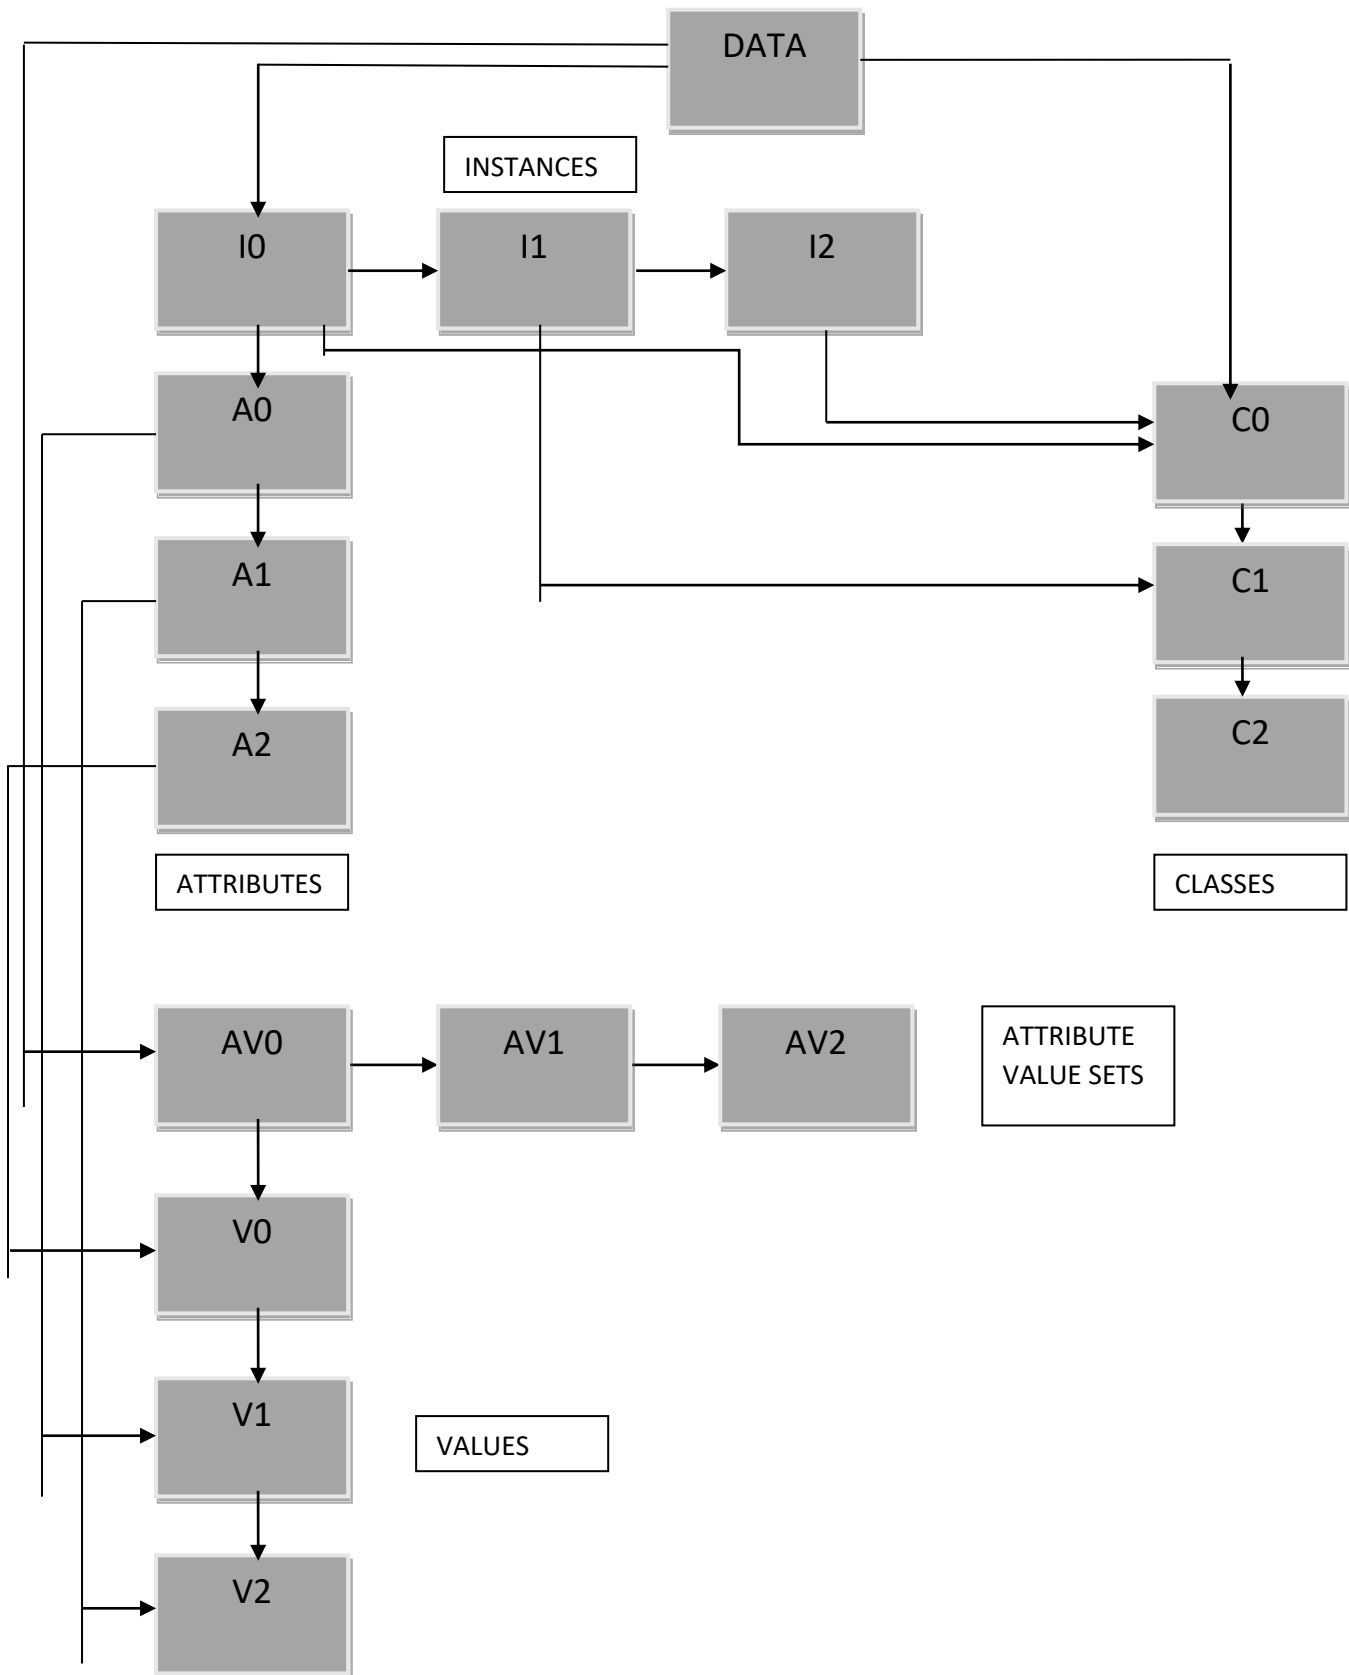 DATA
INSTANCES
I0
I1
I2
A0
C0
A1
C1
A2
C2
ATTRIBUTES
CLASSES
AV0
AV1
AV2
ATTRIBUTE
VALUE SETS
V0
V1
VALUES
V2